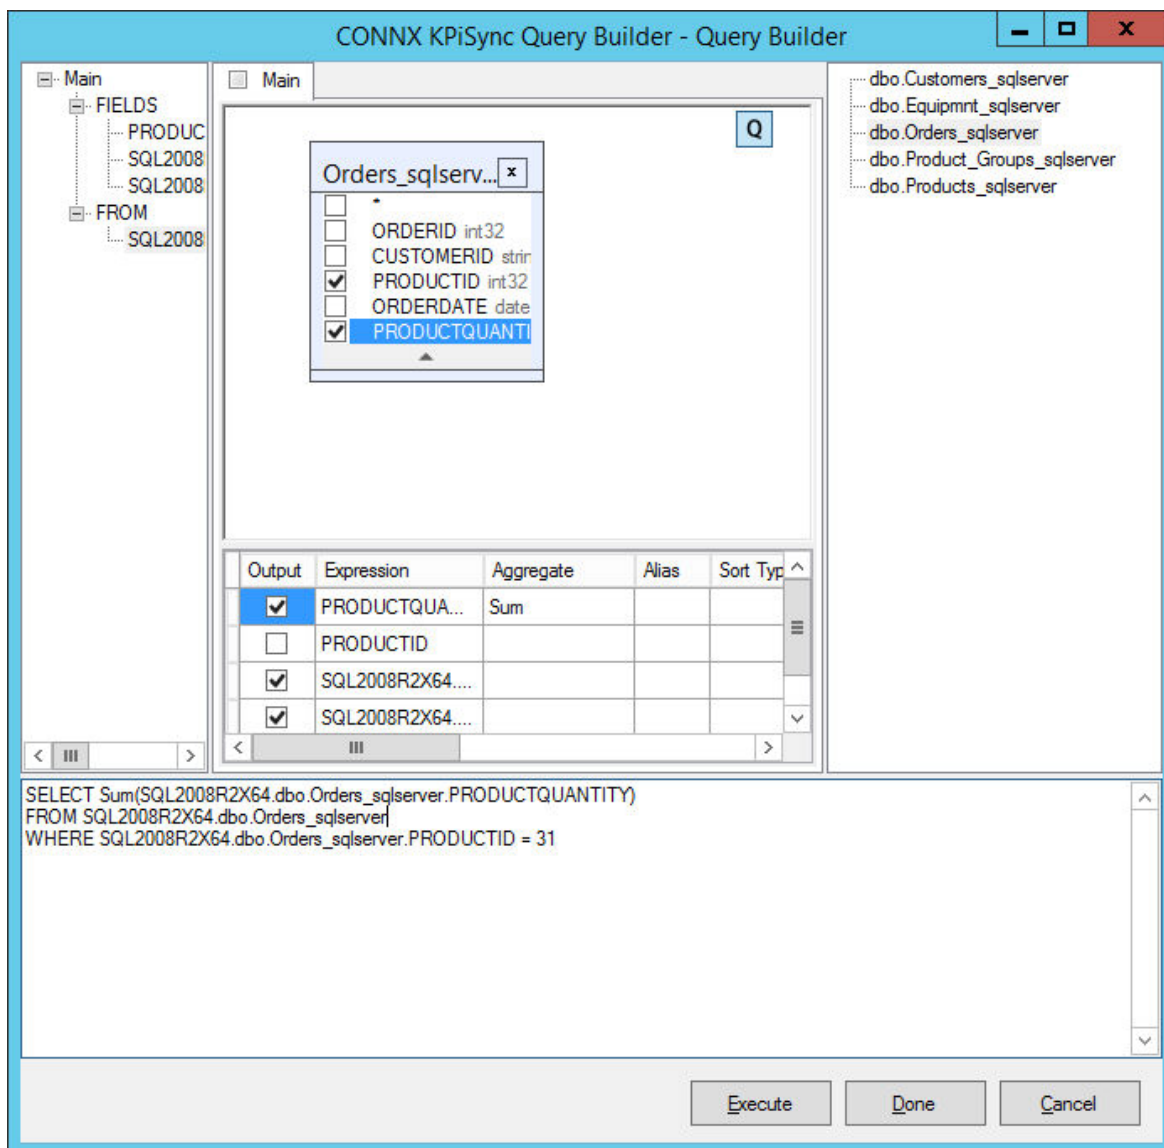 CONNX KPiSync Query Builder - Query Builder
Main
FIELDS
PRODUC
SQL2008
SQL2008
FROM
SQL2008
Main
Q
Orders_sqlserv...
*
ORDERID int32
CUSTOMERID strin
PRODUCTID int32
ORDERDATE date
PRODUCTQUANTI
dbo.Customers_sqlserver
dbo.Equipmnt_sqlserver
dbo.Orders_sqlserver
dbo.Product_Groups_sqlserver
dbo.Products_sqlserver
Output Expression Aggregate Alias Sort Typ
PRODUCTQUA... Sum
PRODUCTID
SQL2008R2X64....
SQL2008R2X64....
SELECT Sum(SQL2008R2X64.dbo.Orders_sqlserver.PRODUCTQUANTITY)
FROM SQL2008R2X64.dbo.Orders_sqlserver
WHERE SQL2008R2X64.dbo.Orders_sqlserver.PRODUCTID = 31
Execute Done Cancel